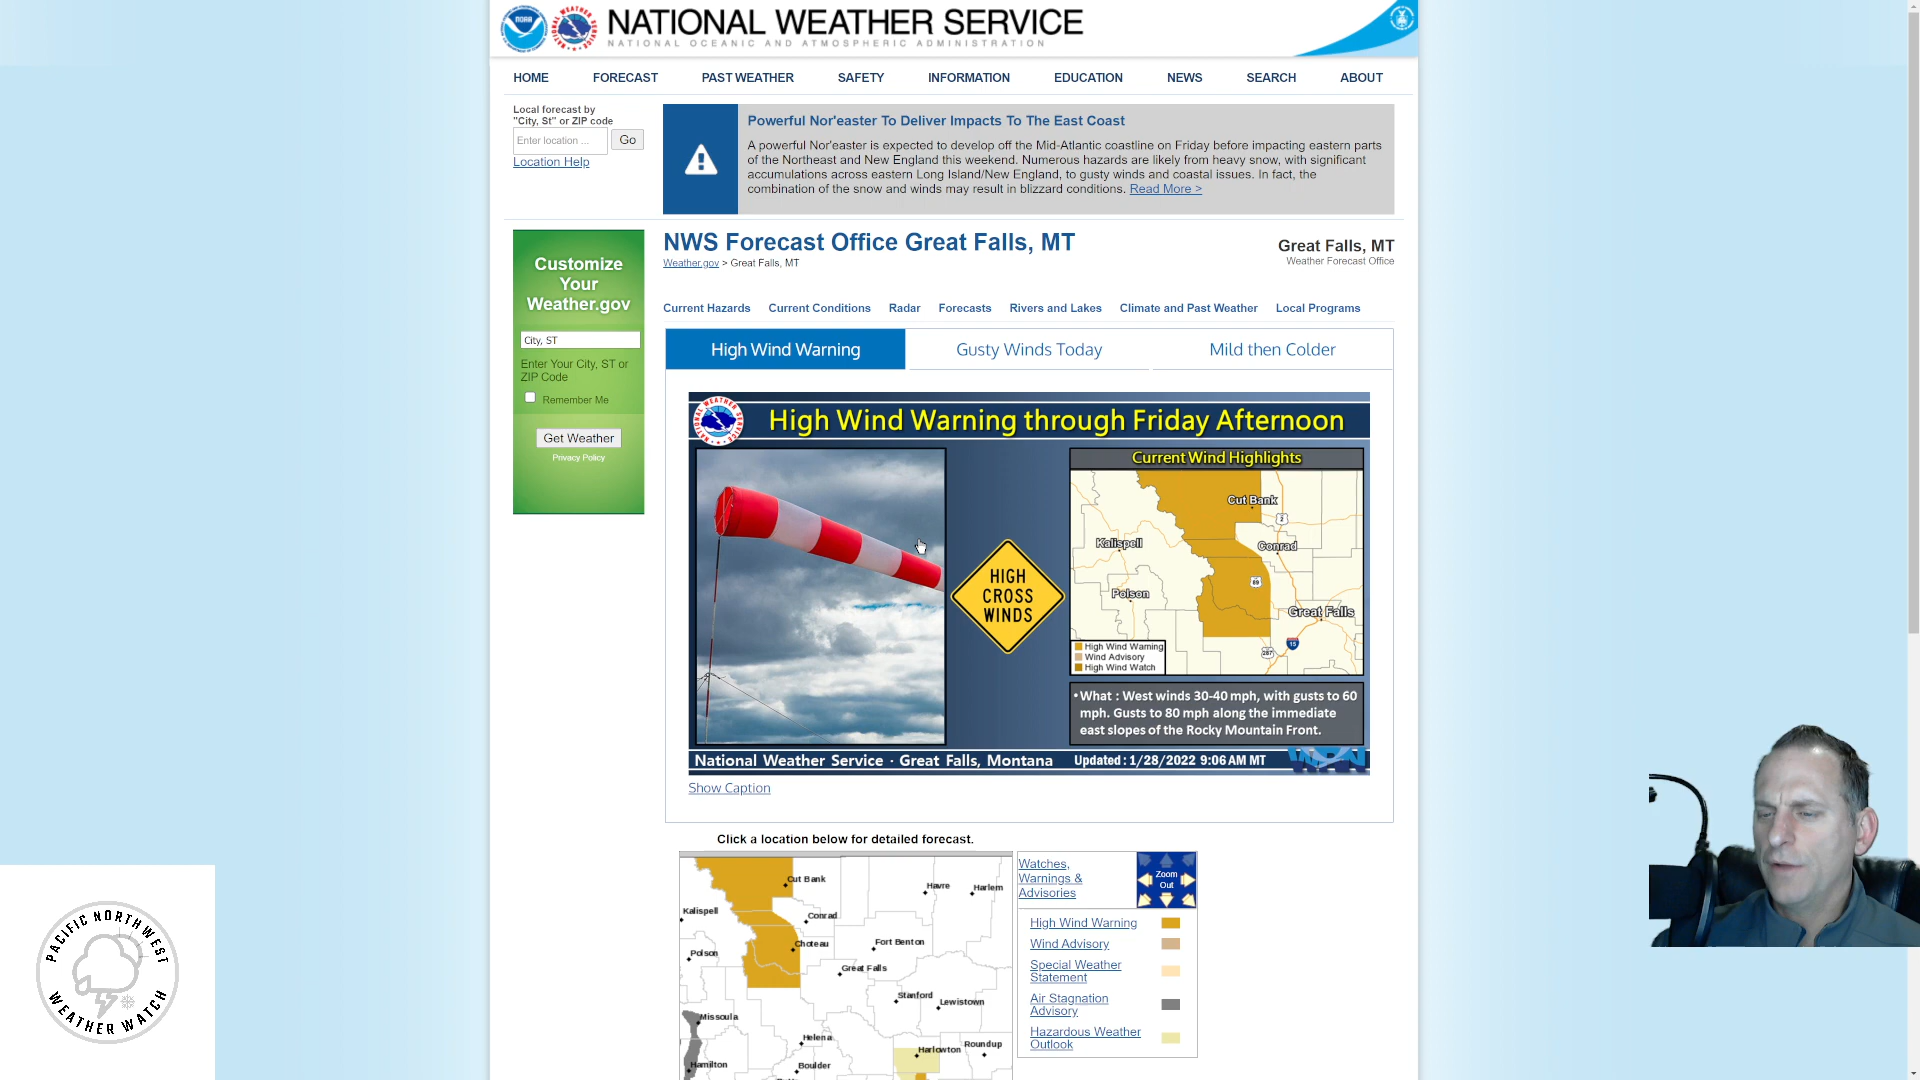 NATIONAL WEATHER SERVICE
NATIONAL OCEANIC AND ATMOSPHERIC ADMINISTRATION
HOME FORECAST PAST WEATHER SAFETY INFORMATION EDUCATION NEWS SEARCH ABOUT
Local forecast by
"City, St" or ZIP code
Enter location ... Go
Location Help
Powerful Nor'easter To Deliver Impacts To The East Coast
A powerful Nor'easter is expected to develop off the Mid-Atlantic coastline on Friday before impacting eastern parts
of the Northeast and New England this weekend. Numerous hazards are likely from heavy snow, with significant
accumulations across eastern Long Island/New England, to gusty winds and coastal issues. In fact, the
combination of the snow and winds may result in blizzard conditions. Read More >
Customize
Your
Weather.gov
City, ST
Enter Your City, ST or
ZIP Code
Remember Me
Get Weather
Privacy Policy
NWS Forecast Office Great Falls, MT
Weather.gov > Great Falls, MT
Great Falls, MT
Weather Forecast Office
Current Hazards Current Conditions Radar Forecasts Rivers and Lakes Climate and Past Weather Local Programs
High Wind Warning Gusty Winds Today Mild then Colder
High Wind Warning through Friday Afternoon
HIGH
CROSS
WINDS
Current Wind Highlights
Cut Bank
2
Kalispell
Conrad
89
Polson
Great Falls
15
287
High Wind Warning
Wind Advisory
High Wind Watch
•What : West winds 30-40 mph, with gusts to 60
mph. Gusts to 80 mph along the immediate
east slopes of the Rocky Mountain Front.
National Weather Service · Great Falls, Montana Updated : 1/28/2022 9:06 AM MT
Show Caption
Click a location below for detailed forecast.
Cut Bank
Havre
Harlem
Kalispell
Conrad
Choteau
Fort Benton
Polson
Great Falls
Stanford
Lewistown
Missoula
Helena
Harlowton
Roundup
Hamilton
Boulder
Watches,
Warnings &
Advisories
Zoom
Out
High Wind Warning
Wind Advisory
Special Weather
Statement
Air Stagnation
Advisory
Hazardous Weather
Outlook
PACIFIC NORTHWEST
WEATHER WATCH